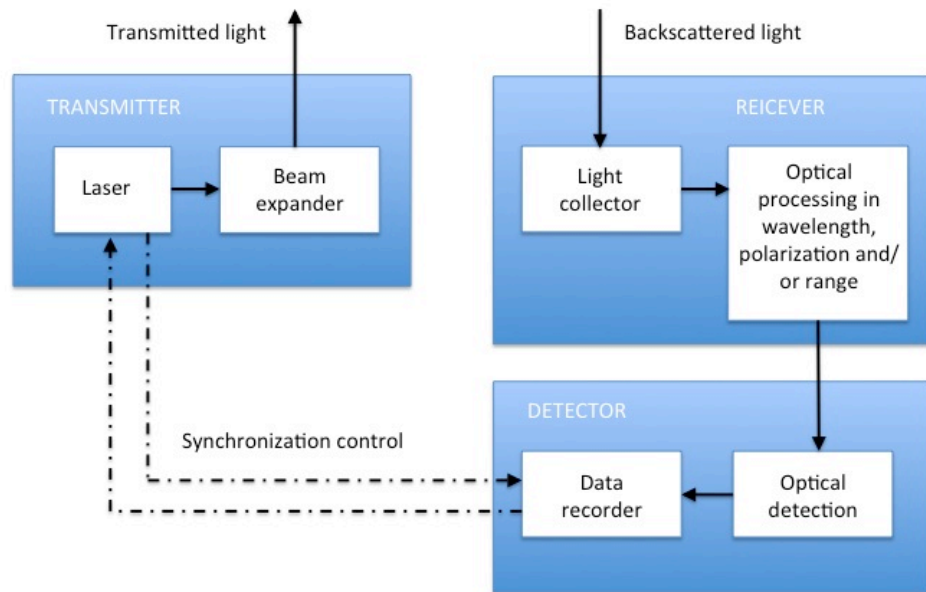 Transmitted light
Backscattered light
TRANSMITTER
REICEVER
Laser
Beam
expander
Light
collector
Optical
processing in
wavelength,
polarization and/
or range
DETECTOR
Synchronization control
Data
recorder
Optical
detection